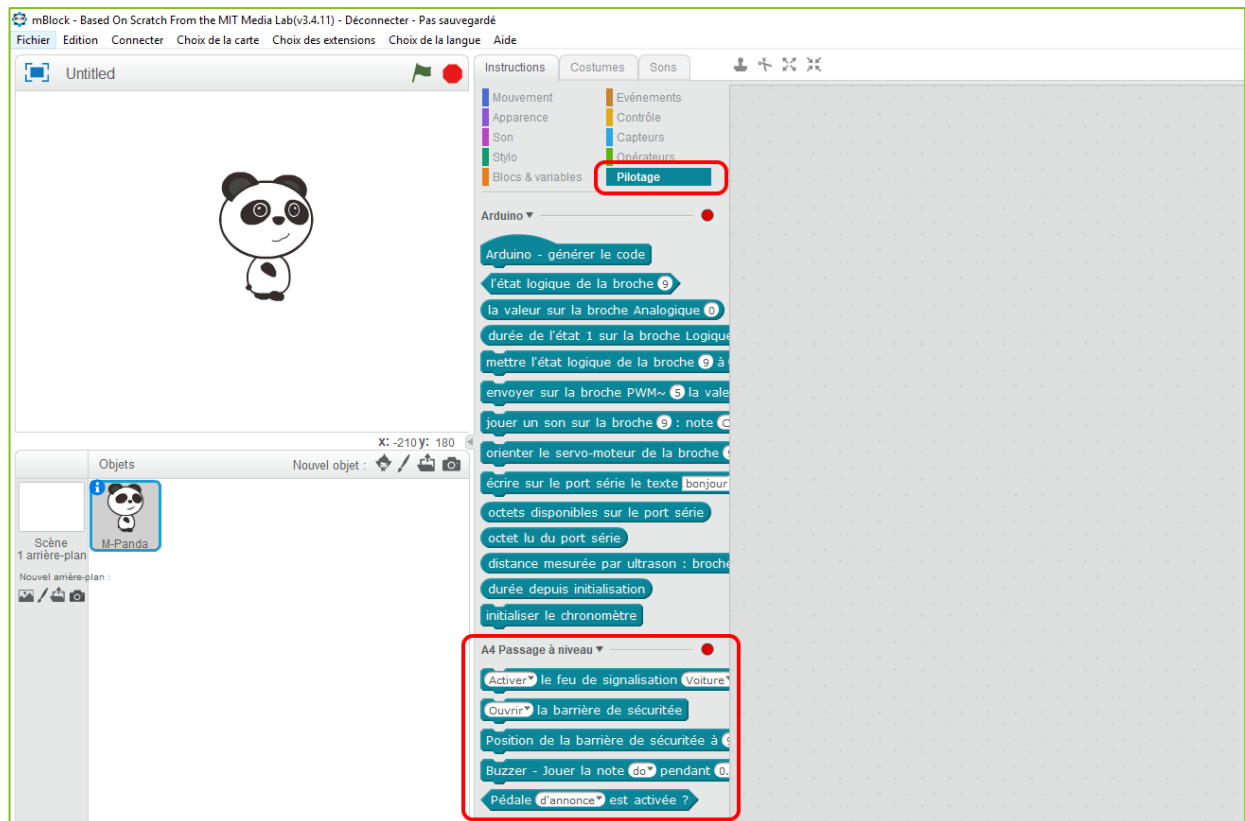 mBlock - Based On Scratch From the MIT Media Lab(v3.4.11) - Déconnecter - Pas sauvegardé
Fichier Edition Connecter Choix de la carte Choix des extensions Choix de la langue Aide
Untitled
Instructions Costumes Sons
Mouvement Evénements
Apparence Contrôle
Son Capteurs
Stylo Opérateurs
Blocs & variables Pilotage
Arduino
Arduino - générer le code
l'état logique de la broche 9
la valeur sur la broche Analogique 0
durée de l'état 1 sur la broche Logique
mettre l'état logique de la broche 9 à
envoyer sur la broche PWM~ 5 la vale
jouer un son sur la broche 9 : note C
orienter le servo-moteur de la broche
écrire sur le port série le texte bonjour
octets disponibles sur le port série
octet lu du port série
distance mesurée par ultrason : broche
durée depuis initialisation
initialiser le chronomètre
A4 Passage à niveau
Activer le feu de signalisation Voiture
Ouvrir la barrière de sécuritée
Position de la barrière de sécuritée à
Buzzer - Jouer la note do pendant 0.
Pédale d'annonce est activée ?
X: -210 y: 180
Objets Nouvel objet :
Scène
1 arrière-plan
M-Panda
Nouvel arrière-plan :